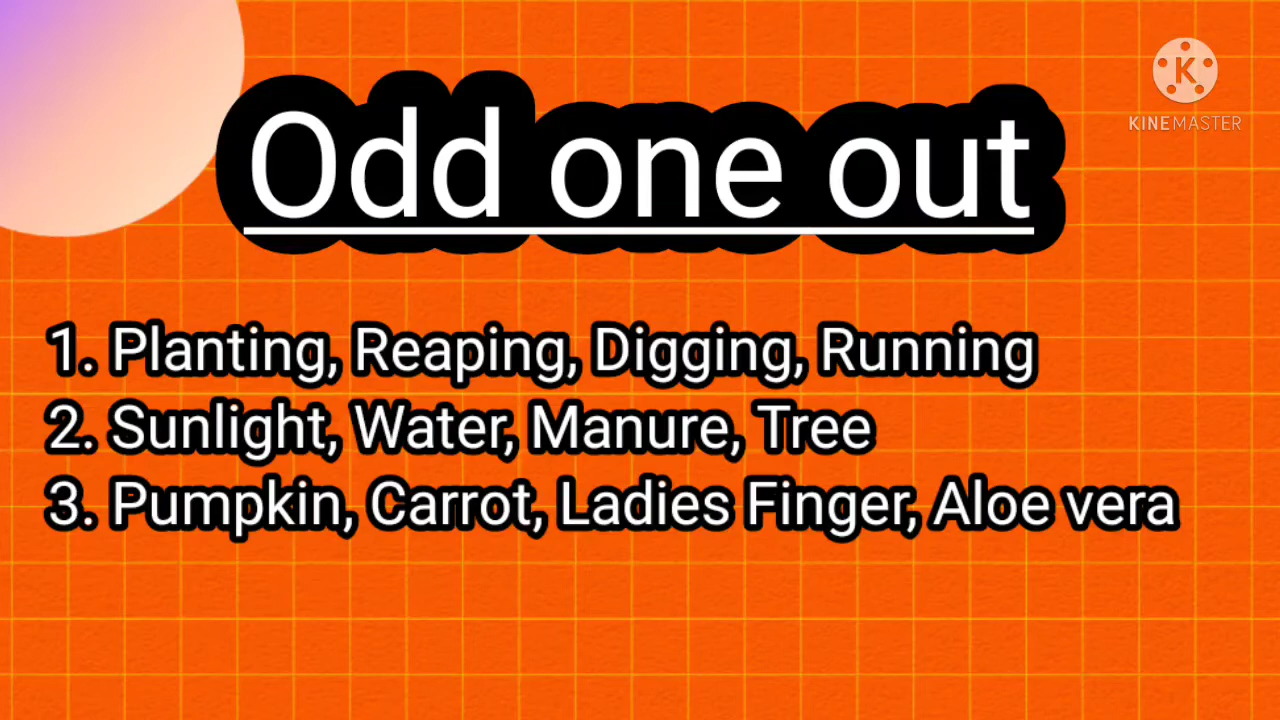 KINEMASTER
Odd one out
1. Planting, Reaping, Digging, Running
2. Sunlight, Water, Manure, Tree
3. Pumpkin, Carrot, Ladies Finger, Aloe vera